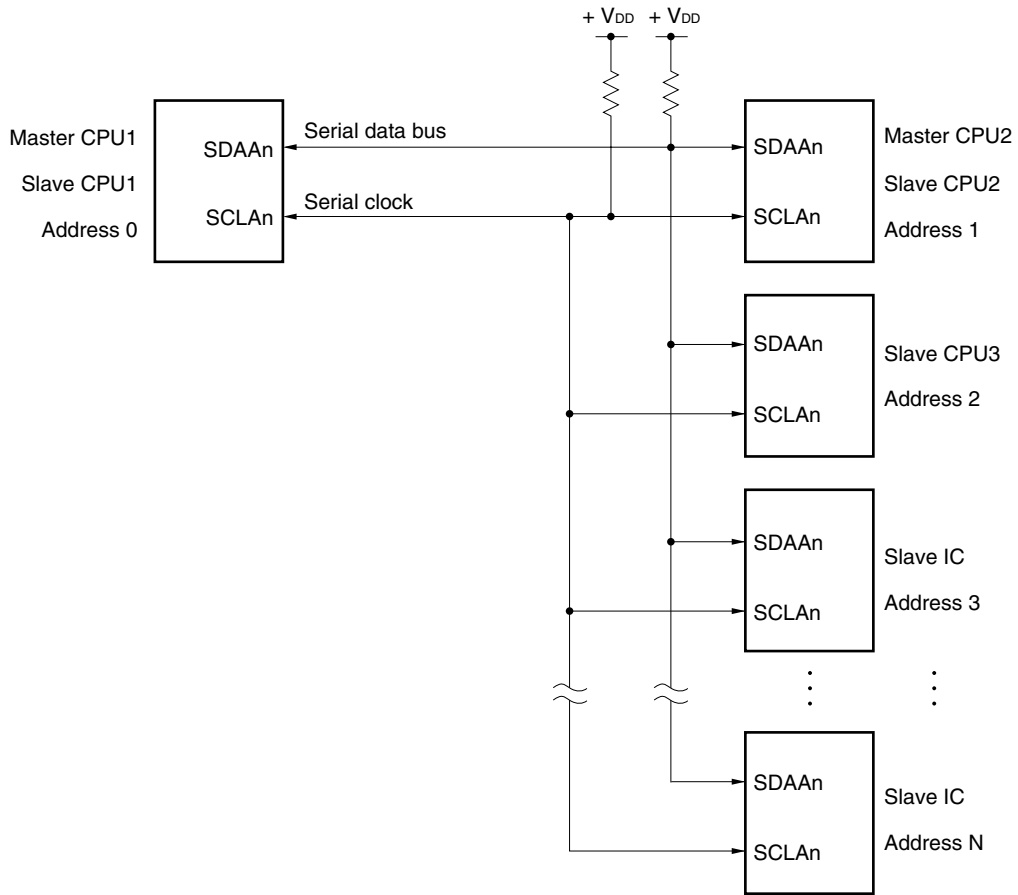 + VDD
+ VDD
Master CPU1
Slave CPU1
Address 0
SDAAn
SCLAn
Serial data bus
Serial clock
SDAAn
SCLAn
Master CPU2
Slave CPU2
Address 1
SDAAn
SCLAn
Slave CPU3
Address 2
SDAAn
SCLAn
Slave IC
Address 3
SDAAn
SCLAn
Slave IC
Address N